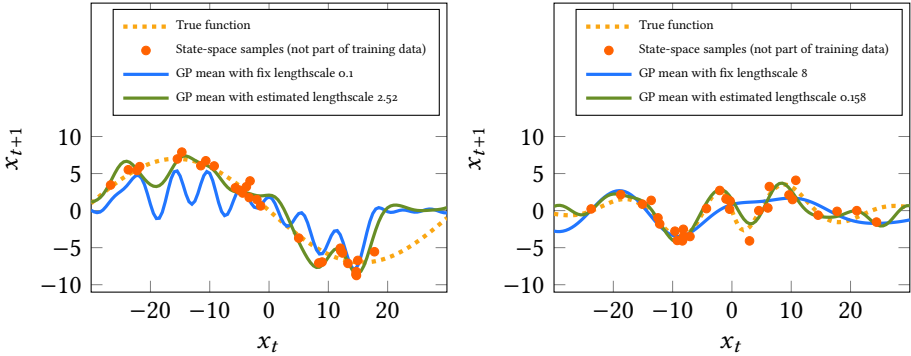 True function
State-space samples (not part of training data)
GP mean with fix lengthscale 0.1
GP mean with estimated lengthscale 2.52
10
5
0
−5
−10
−20
−10
0
10
20
x_{t+1}
x_t
True function
State-space samples (not part of training data)
GP mean with fix lengthscale 8
GP mean with estimated lengthscale 0.158
10
5
0
−5
−10
−20
−10
0
10
20
x_{t+1}
x_t